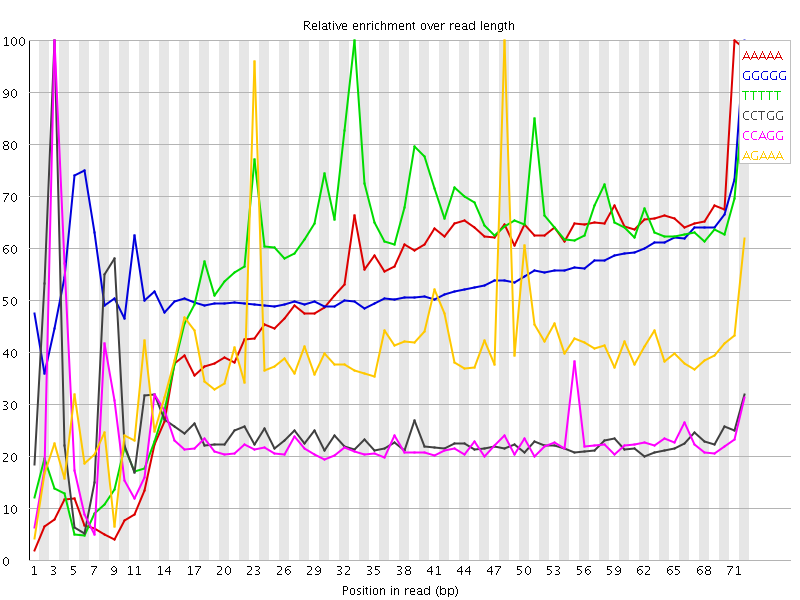 Relative enrichment over read length
100
90
80
70
60
50
40
30
20
10
0
AAAAA
GGGGG
TTTTT
CCTGG
CCAGG
AGAAA
1 3 5 7 9 11 14 17 20 23 26 29 32 35 38 41 44 47 50 53 56 59 62 65 68 71
Position in read (bp)